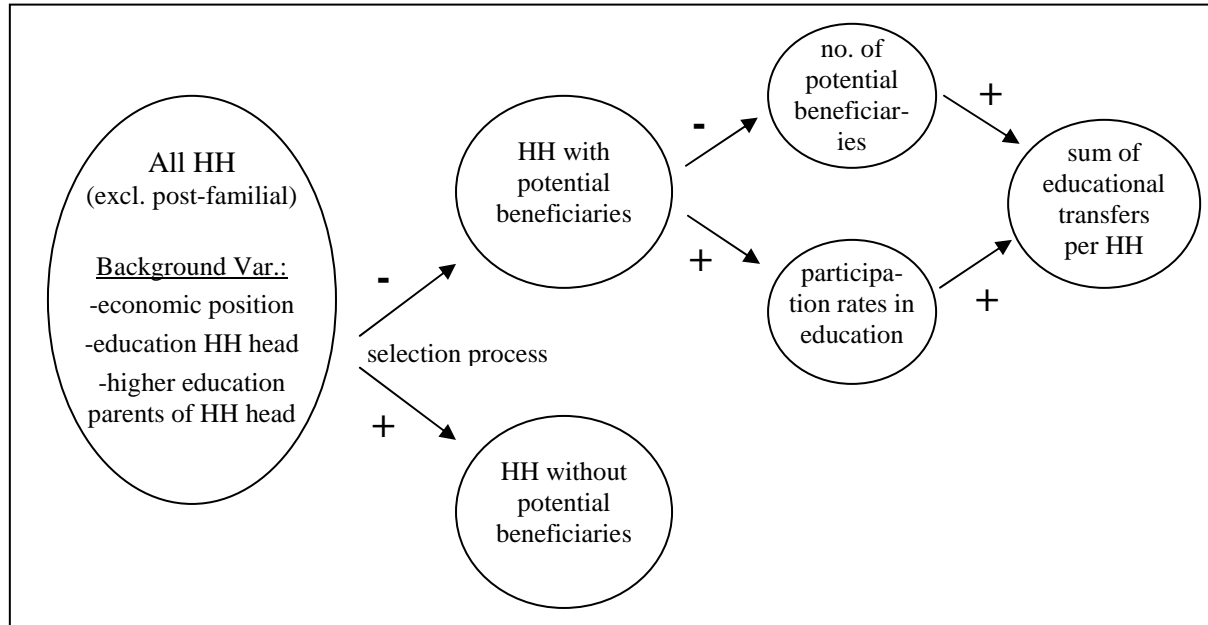 All HH
(excl. post-familial)
Background Var.:
-economic position
-education HH head
-higher education
parents of HH head
-
selection process
+
HH with
potential
beneficiaries
HH without
potential
beneficiaries
-
+
no. of
potential
beneficiar-
ies
participa-
tion rates in
education
+
+
sum of
educational
transfers
per HH